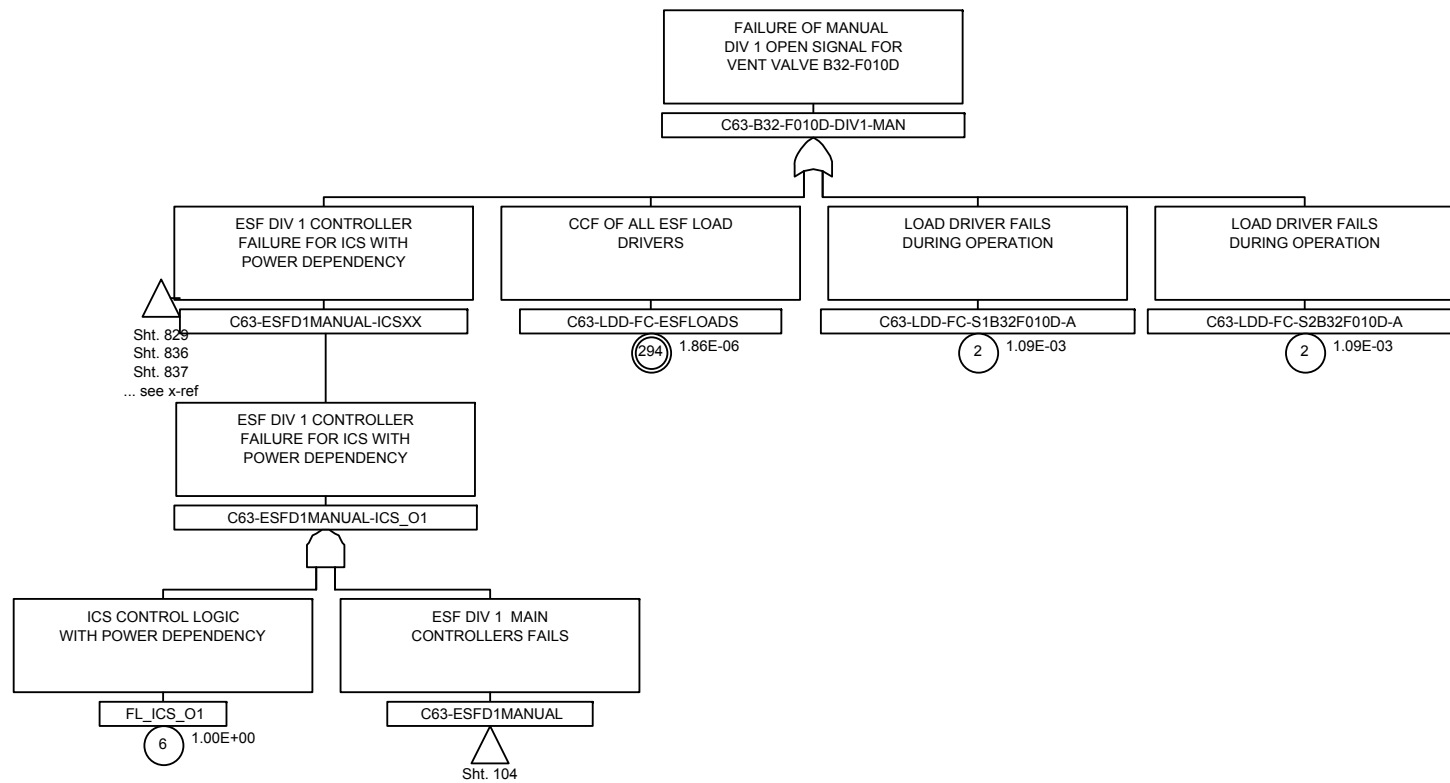 FAILURE OF MANUAL
DIV 1 OPEN SIGNAL FOR
VENT VALVE B32-F010D
C63-B32-F010D-DIV1-MAN
ESF DIV 1 CONTROLLER
FAILURE FOR ICS WITH
POWER DEPENDENCY
C63-ESFD1MANUAL-ICSXX
Sht. 829
Sht. 836
Sht. 837
... see x-ref
CCF OF ALL ESF LOAD
DRIVERS
C63-LDD-FC-ESFLOADS
294
1.86E-06
LOAD DRIVER FAILS
DURING OPERATION
C63-LDD-FC-S1B32F010D-A
2
1.09E-03
LOAD DRIVER FAILS
DURING OPERATION
C63-LDD-FC-S2B32F010D-A
2
1.09E-03
ESF DIV 1 CONTROLLER
FAILURE FOR ICS WITH
POWER DEPENDENCY
C63-ESFD1MANUAL-ICS_O1
ICS CONTROL LOGIC
WITH POWER DEPENDENCY
FL_ICS_O1
6
1.00E+00
ESF DIV 1 MAIN
CONTROLLERS FAILS
C63-ESFD1MANUAL
Sht. 104